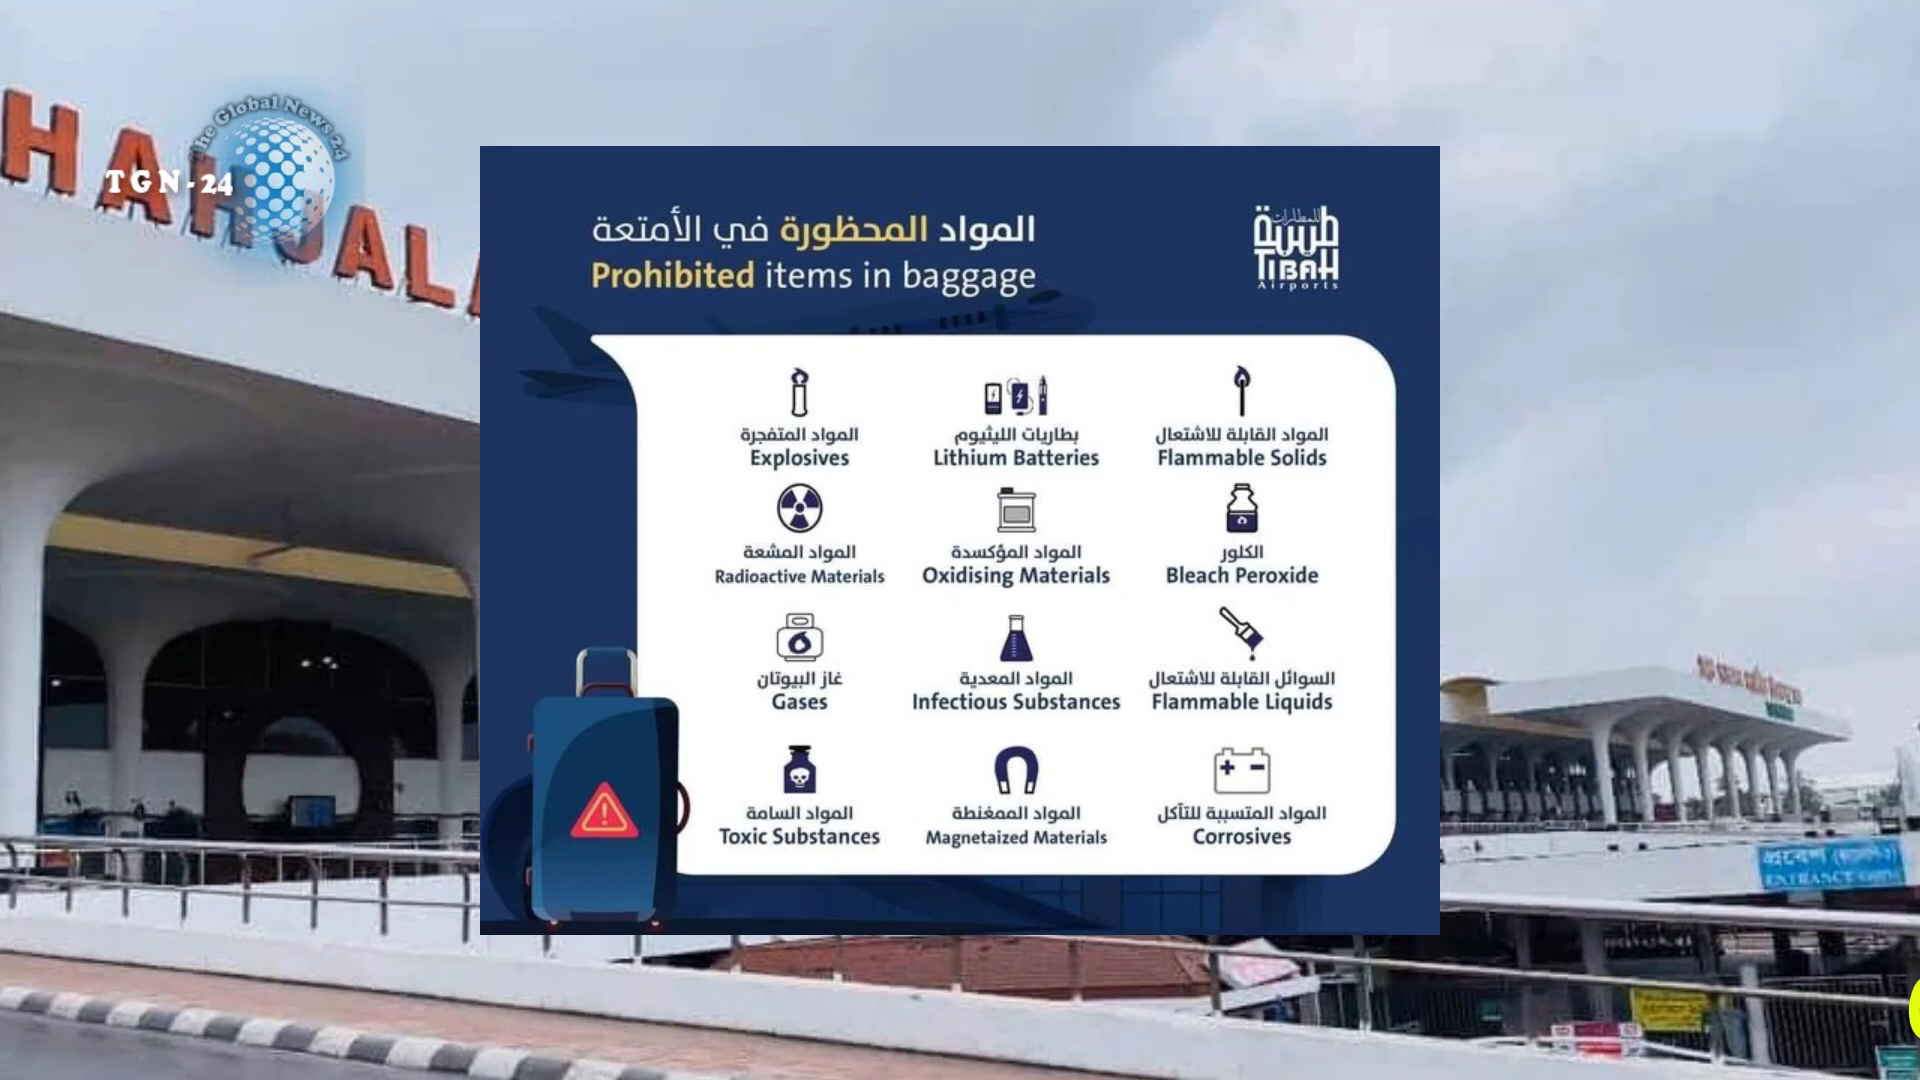 HAHJALA
The Global News 24
TGN-24
المواد المحظورة في الأمتعة
Prohibited items in baggage
طيبة
للمطارات
TIBAH
Airports
المواد المتفجرة
Explosives
بطاريات الليثيوم
Lithium Batteries
المواد القابلة للاشتعال
Flammable Solids
المواد المشعة
Radioactive Materials
المواد المؤكسدة
Oxidising Materials
الكلور
Bleach Peroxide
غاز البيوتان
Gases
المواد المعدية
Infectious Substances
السوائل القابلة للاشتعال
Flammable Liquids
المواد السامة
Toxic Substances
المواد الممغنطة
Magnetaized Materials
المواد المتسببة للتآكل
Corrosives
প্রবেশ
ENTRANCE